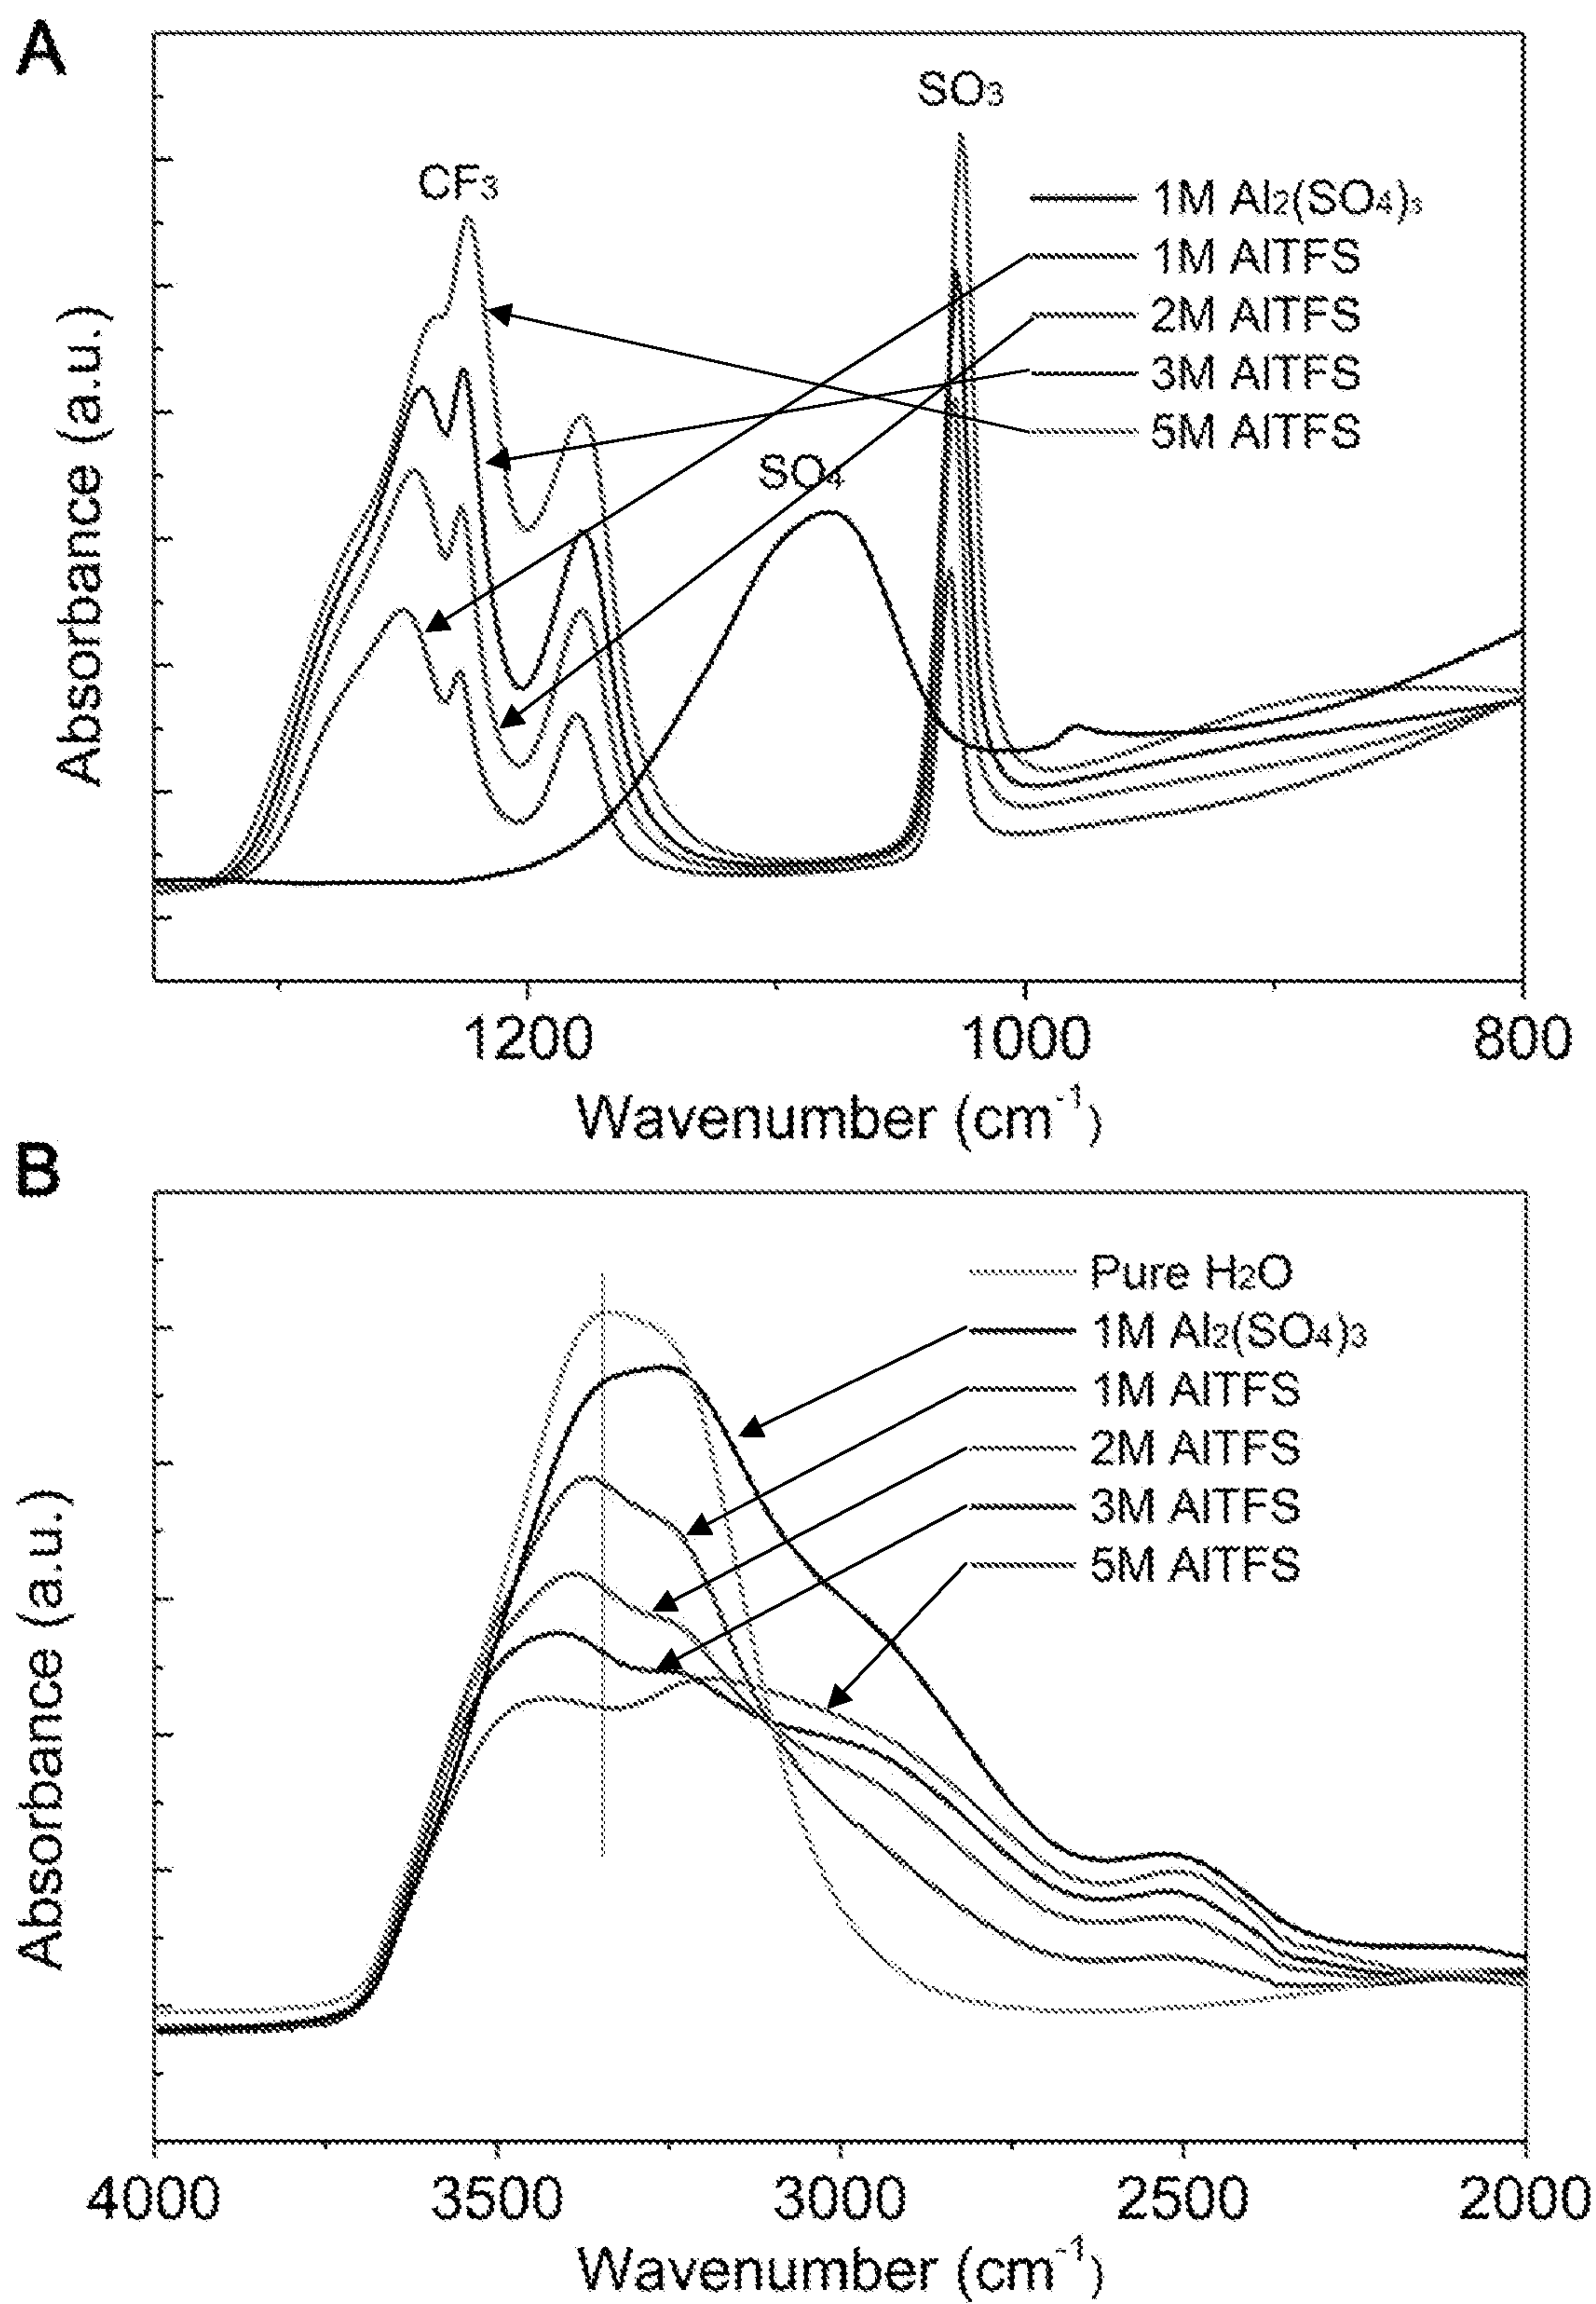 A
SO₃
CF₃
1M Al₂(SO₄)₃
1M AlTFS
2M AlTFS
3M AlTFS
5M AlTFS
SO₄
Absorbance (a.u.)
1200 1000 800
Wavenumber (cm⁻¹)
B
Pure H₂O
1M Al₂(SO₄)₃
1M AlTFS
2M AlTFS
3M AlTFS
5M AlTFS
Absorbance (a.u.)
4000 3500 3000 2500 2000
Wavenumber (cm⁻¹)